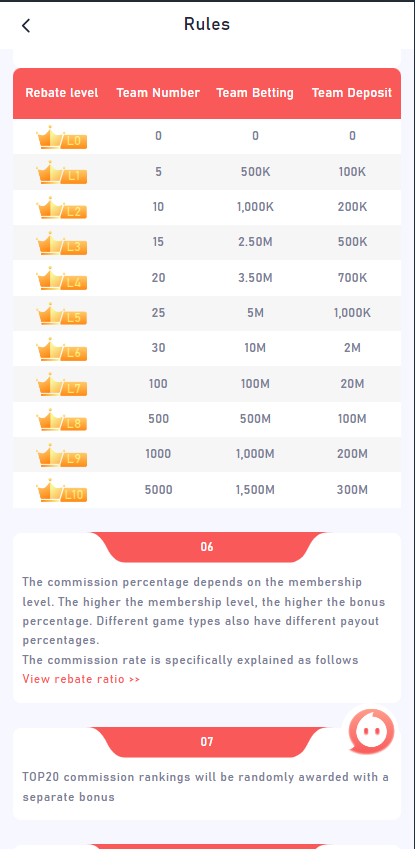 Rules
Rebate level Team Number Team Betting Team Deposit
L0 0 0 0
L1 5 500K 100K
L2 10 1,000K 200K
L3 15 2.50M 500K
L4 20 3.50M 700K
L5 25 5M 1,000K
L6 30 10M 2M
L7 100 100M 20M
L8 500 500M 100M
L9 1000 1,000M 200M
L10 5000 1,500M 300M
06
The commission percentage depends on the membership
level. The higher the membership level, the higher the bonus
percentage. Different game types also have different payout
percentages.
The commission rate is specifically explained as follows
View rebate ratio >>
07
TOP20 commission rankings will be randomly awarded with a
separate bonus